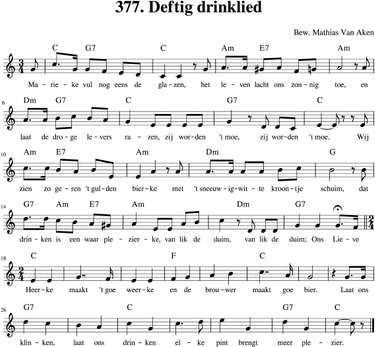 377. Deftig drinklied
Bew. Mathias Van Aken
C G7 C Am E7 Am
Ma - rie - ke vul nog eens de gla - zen, het le - ven lacht ons zon - nig toe, en
6
Dm G7 C G7 C
laat de dro - ge le - vers ra - zen, zij wor - den 't moe, zij wor - den 't moe. Wij
10
Am E7 Am Dm G
zien zo ge - ren 't gul - den bier - ke met 't sneeuw - ig - wit - te kroon - tje schuim, dat
14
G7 C E7 Am Dm G7
drin - ken is een waar ple - zier - ke, van lik de duim, van lik de duim; Ons Lie - ve
18
C F C
Heer - ke maakt 't goe weer - ke en de brou - wer maakt goe bier. Laat ons
26
G7 C G7 C
klin - ken, laat ons drin - ken el - ke pint brengt meer ple - zier.